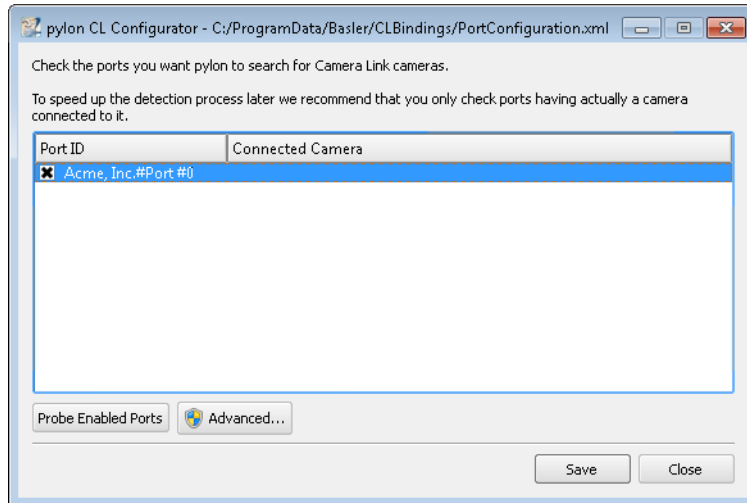 pylon CL Configurator - C:/ProgramData/Basler/CLBindings/PortConfiguration.xml
Check the ports you want pylon to search for Camera Link cameras.
To speed up the detection process later we recommend that you only check ports having actually a camera
connected to it.
Port ID Connected Camera
Acme, Inc.#Port #0
Probe Enabled Ports Advanced...
Save Close